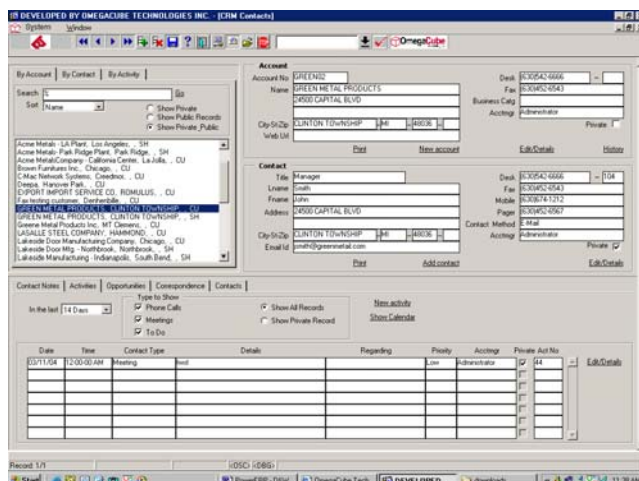 DEVELOPED BY OMEGACUBE TECHNOLOGIES INC. - [CRM Contacts]
System Window
OmegaCube
By Account By Contact By Activity
Search % Go
Sort Name
Show Private
Show Public Records
Show Private_Public
Acme Metals - LA Plant, Los Angeles, , SH
Acme Metals- Park Ridge Plant, Park Ridge, , SH
Acme MetalsCompany - California Center, La Jolla, , CU
Brown Furnitures Inc., Chicago, , CU
C-Mac Network Systems, Creedmor, , CU
Deepa, Hanover Park, , CU
EXPORT IMPORT SERVICE CO, ROMULUS, , CU
Fax testing customer, , CU
GREEN METAL PRODUCTS, CLINTON TOWNSHIP, , CU
GREEN METAL PRODUCTS, CLINTON TOWNSHIP, , SH
Greene Metal Products Inc, MT Clemens, , CU
LASALLE STEEL COMPANY, HAMMOND, , CU
Lakeside Door Manufacturing Company, Chicago, , CU
Lakeside Door Mfg - Northbrook, Northbrook, , SH
Lakeside Manufacturing - Indianapolis, South Bend, , SH
Account
Account No GREEN02 Desk (630)542-6666 -
Name GREEN METAL PRODUCTS Fax (630)452-6543
24500 CAPITAL BLVD Business Catg
Acctmgr Administrator
City-St-Zip CLINTON TOWNSHIP - MI - 48036 - Private
Web Url
Print New account Edit/Details History
Contact
Title Manager Desk (630)542-6666 - 104
Lname Smith Fax (630)452-6543
Fname John Mobile (630)674-1212
Address 24500 CAPITAL BLVD Pager (630)452-6567
Contact Method E-Mail
City-St-Zip CLINTON TOWNSHIP - MI - 48036 - Acctmgr Administrator
Email Id Private
Print Add contact Edit/Details
Contact Notes Activities Opportunities Correspondence Contacts
In the last 14 Days
Type to Show
Phone Calls
Meetings
To Do
Show All Records
Show Private Record
New activity
Show Calendar
Date Time Contact Type Details Regarding Priority Acctmgr Private Act No
03/11/04 12:00:00 AM Meeting Low Administrator 44 Edit/Details
Record: 1/1 <OSC> <DBG>
Start OmegaCube Tech DEVELOPED downloads 11:39 AM